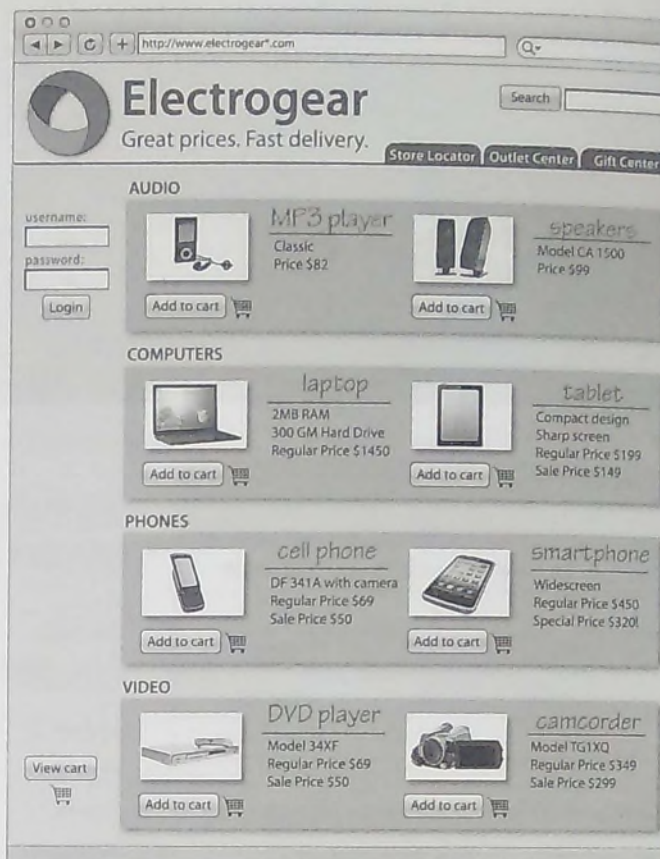 http://www.electrogear*.com
Q
Electrogear
Great prices. Fast delivery.
Search
Store Locator
Outlet Center
Gift Center
username:
password:
Login
AUDIO
MP3 player
Classic
Price $82
Add to cart
speakers
Model CA 1500
Price $99
Add to cart
COMPUTERS
laptop
2MB RAM
300 GM Hard Drive
Regular Price $1450
Add to cart
tablet
Compact design
Sharp screen
Regular Price $199
Sale Price $149
Add to cart
PHONES
cell phone
DF 341A with camera
Regular Price $69
Sale Price $50
Add to cart
smartphone
Widescreen
Regular Price $450
Special Price $320!
Add to cart
VIDEO
DVD player
Model 34XF
Regular Price $69
Sale Price $50
Add to cart
camcorder
Model TG1XQ
Regular Price $349
Sale Price $299
Add to cart
View cart